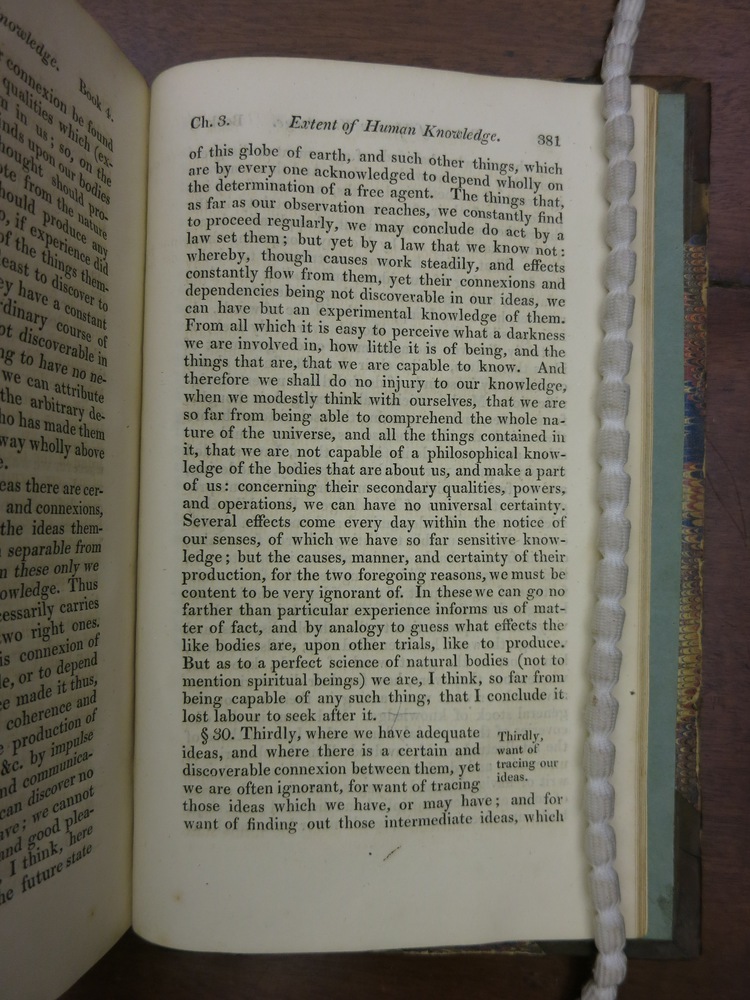 nowledge. Book 4.
connexion be found
qualities which (ex-
n in us; so, on the
nds upon our bodies
hought should pro-
ote from the nature
hould produce any
o, if experience did
of the things them-
east to discover to
ey have a constant
rdinary course of
ot discoverable in
ng to have no ne-
we can attribute
the arbitrary de-
ho has made them
way wholly above
e.
eas there are cer-
and connexions,
the ideas them-
separable from
n these only we
owledge. Thus
cessarily carries
two right ones.
is connexion of
le, or to depend
ce made it thus,
coherence and
e production of
&c. by impulse
nd communica-
can discover no
ave; we cannot
and good plea-
I think, here
he future state
Ch. 3. Extent of Human Knowledge. 381
of this globe of earth, and such other things, which
are by every one acknowledged to depend wholly on
the determination of a free agent. The things that,
as far as our observation reaches, we constantly find
to proceed regularly, we may conclude do act by a
law set them; but yet by a law that we know not:
whereby, though causes work steadily, and effects
constantly flow from them, yet their connexions and
dependencies being not discoverable in our ideas, we
can have but an experimental knowledge of them.
From all which it is easy to perceive what a darkness
we are involved in, how little it is of being, and the
things that are, that we are capable to know. And
therefore we shall do no injury to our knowledge,
when we modestly think with ourselves, that we are
so far from being able to comprehend the whole na-
ture of the universe, and all the things contained in
it, that we are not capable of a philosophical know-
ledge of the bodies that are about us, and make a part
of us: concerning their secondary qualities, powers,
and operations, we can have no universal certainty.
Several effects come every day within the notice of
our senses, of which we have so far sensitive know-
ledge; but the causes, manner, and certainty of their
production, for the two foregoing reasons, we must be
content to be very ignorant of. In these we can go no
farther than particular experience informs us of mat-
ter of fact, and by analogy to guess what effects the
like bodies are, upon other trials, like to produce.
But as to a perfect science of natural bodies (not to
mention spiritual beings) we are, I think, so far from
being capable of any such thing, that I conclude it
lost labour to seek after it.
§ 30. Thirdly, where we have adequate
ideas, and where there is a certain and
discoverable connexion between them, yet
we are often ignorant, for want of tracing
those ideas which we have, or may have; and for
want of finding out those intermediate ideas, which
Thirdly,
want of
tracing our
ideas.